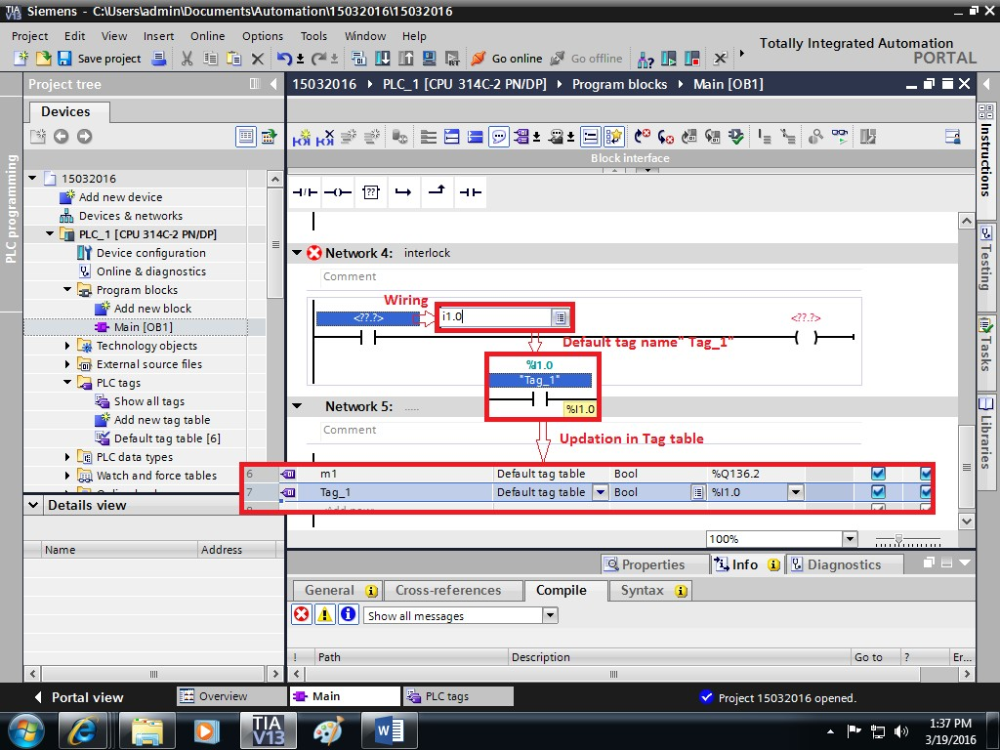 TIA V13 Siemens - C:\Users\admin\Documents\Automation\15032016\15032016
Project Edit View Insert Online Options Tools Window Help
Save project Go online Go offline
Totally Integrated Automation
PORTAL
Project tree
15032016 PLC_1 [CPU 314C-2 PN/DP] Program blocks Main [OB1]
Devices
Block interface
PLC programming
15032016
Add new device
Devices & networks
PLC_1 [CPU 314C-2 PN/DP]
Device configuration
Online & diagnostics
Program blocks
Add new block
Main [OB1]
Technology objects
External source files
PLC tags
Show all tags
Add new tag table
Default tag table [6]
PLC data types
Watch and force tables
Details view
Name Address
Network 4: interlock
Comment
Wiring
<??.?> i1.0 <??.?>
Default tag name" Tag_1"
%I1.0
"Tag_1"
%I1.0
Network 5: .....
Comment
Updation in Tag table
6 m1 Default tag table Bool %Q136.2
7 Tag_1 Default tag table Bool %I1.0
100%
Properties Info Diagnostics
General Cross-references Compile Syntax
Show all messages
! Path Description Go to ? Er...
Instructions
Testing
Tasks
Libraries
Portal view Overview Main PLC tags Project 15032016 opened.
TIA V13
1:37 PM
3/19/2016